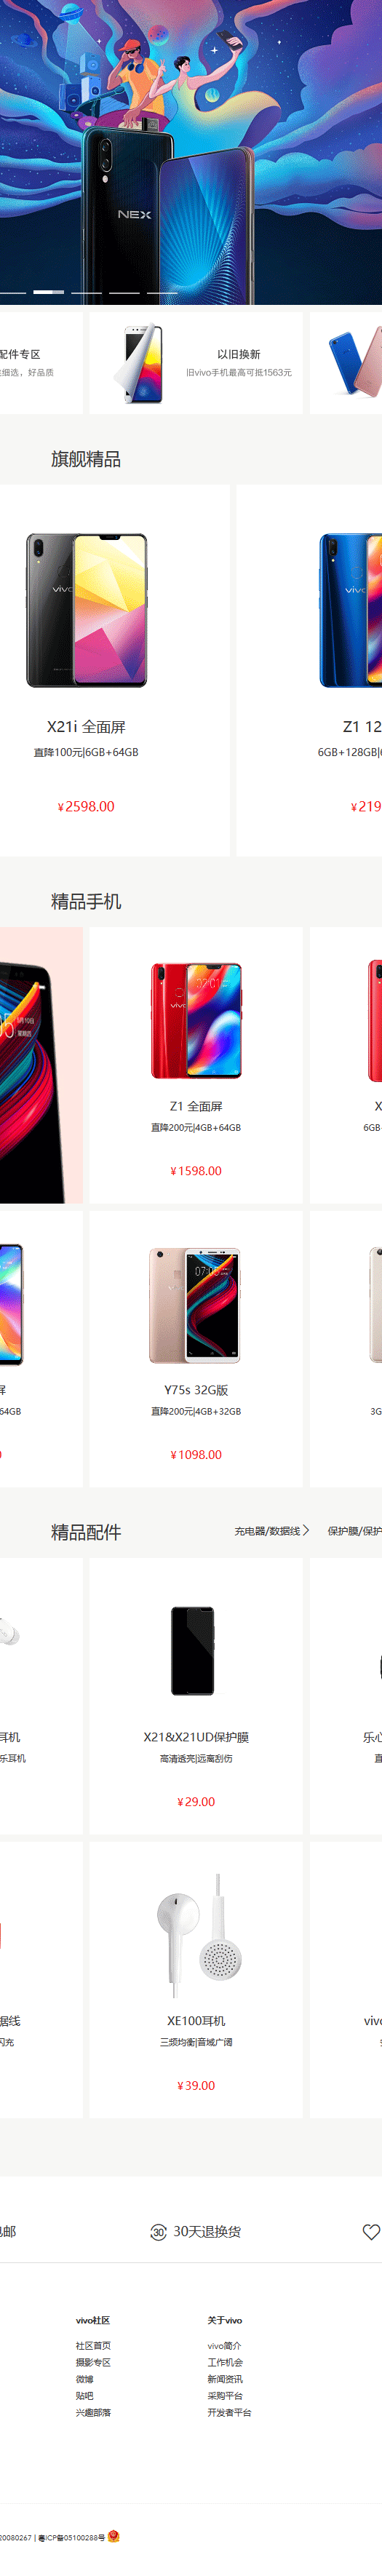 NEX
配件专区
以旧换新
细选，好品质
旧vivo手机最高可抵1563元
旗舰精品
vivo
vivo
X21i 全面屏
Z1 12
直降100元|6GB+64GB
6GB+128GB|
¥2598.00
¥219
精品手机
Z1 全面屏
X
直降200元|4GB+64GB
6GB
¥1598.00
07:05
屏
Y75s 32G版
64GB
直降200元|4GB+32GB
3G
¥1098.00
精品配件
充电器/数据线
保护膜/保护
耳机
X21&X21UD保护膜
乐心
乐耳机
高清透亮|远离刮伤
直
¥29.00
据线
XE100耳机
vivo
闪充
三频均衡|音域广阔
¥39.00
包邮
30
30天退换货
vivo社区
关于vivo
社区首页
vivo简介
摄影专区
工作机会
微博
新闻资讯
贴吧
采购平台
兴趣部落
开发者平台
20080267 | 粤ICP备05100288号